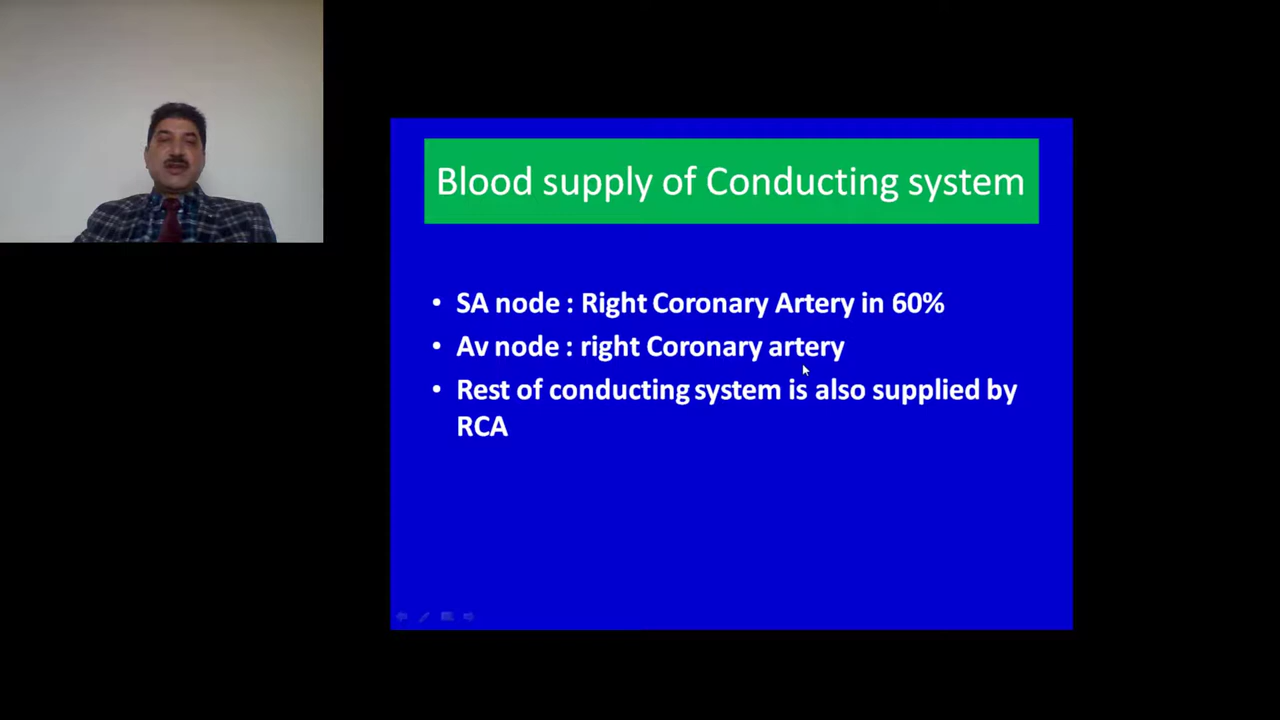 Blood supply of Conducting system
• SA node : Right Coronary Artery in 60%
• Av node : right Coronary artery
• Rest of conducting system is also supplied by
RCA